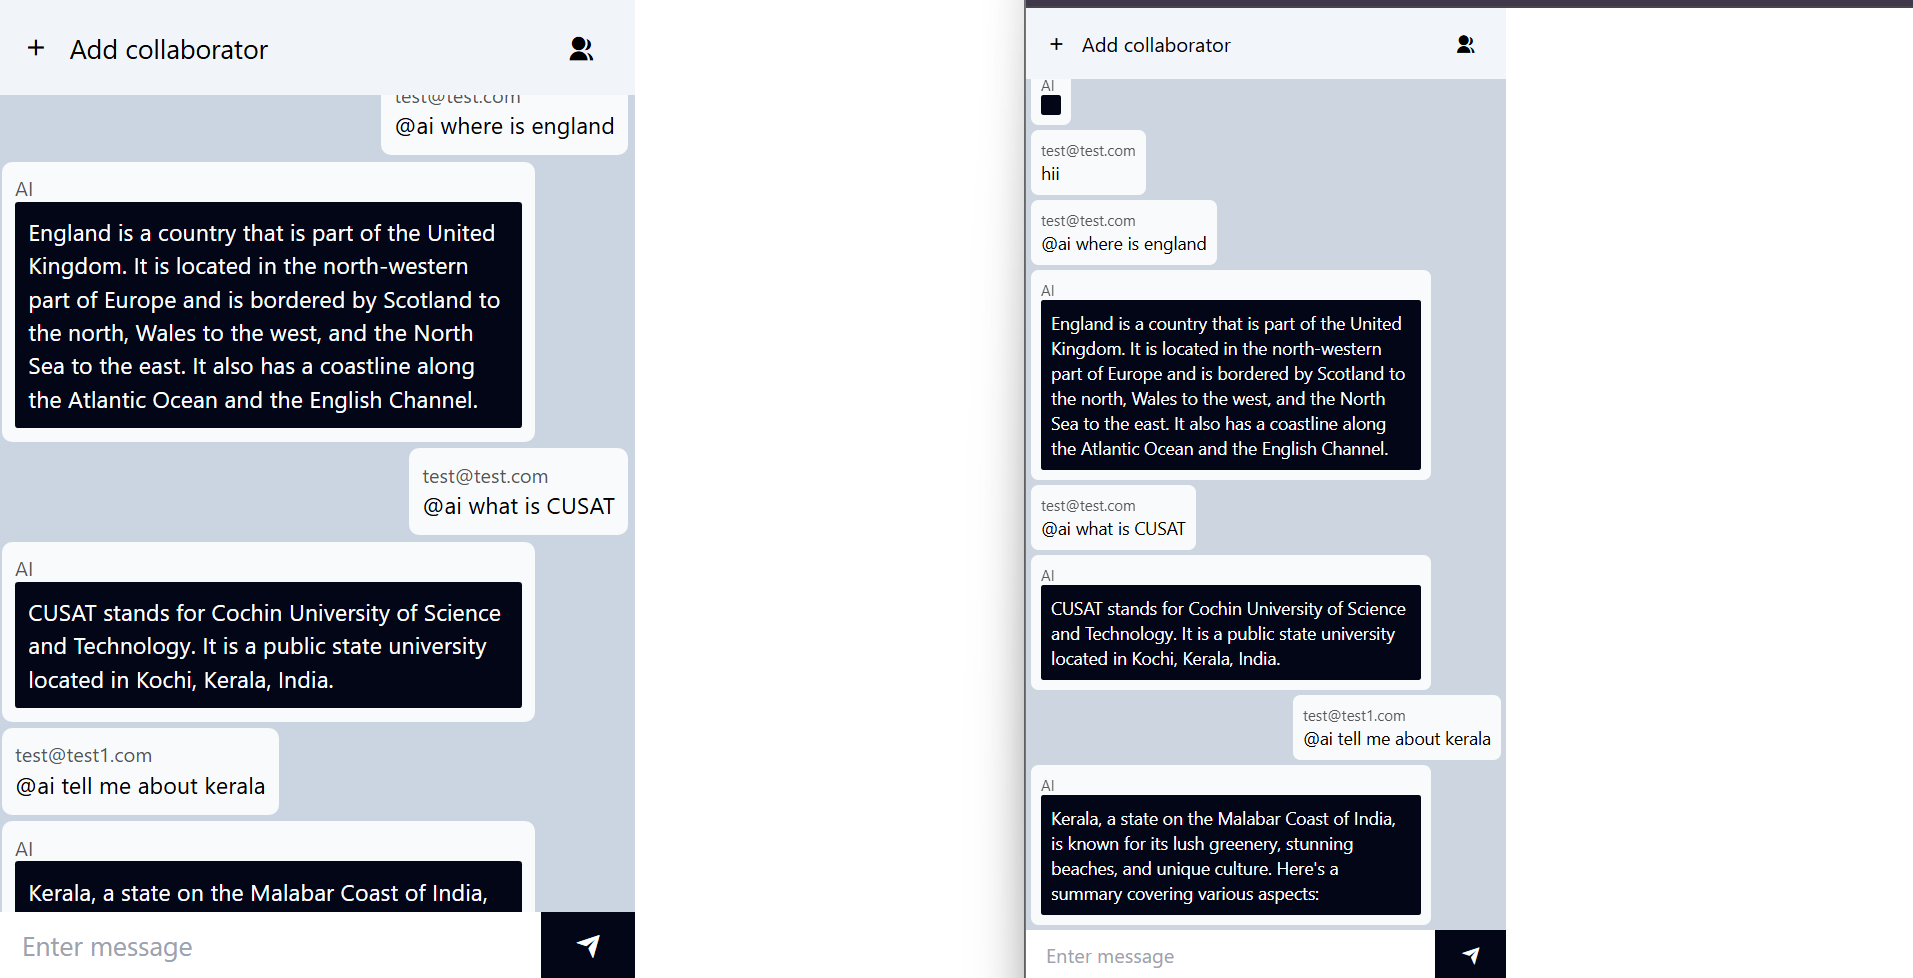 Add collaborator
test@test.com
@ai where is england
AI
England is a country that is part of the United
Kingdom. It is located in the north-western
part of Europe and is bordered by Scotland to
the north, Wales to the west, and the North
Sea to the east. It also has a coastline along
the Atlantic Ocean and the English Channel.
test@test.com
@ai what is CUSAT
AI
CUSAT stands for Cochin University of Science
and Technology. It is a public state university
located in Kochi, Kerala, India.
test@test1.com
@ai tell me about kerala
AI
Kerala, a state on the Malabar Coast of India,
Enter message
Add collaborator
AI
test@test.com
hii
test@test.com
@ai where is england
AI
England is a country that is part of the United
Kingdom. It is located in the north-western
part of Europe and is bordered by Scotland to
the north, Wales to the west, and the North
Sea to the east. It also has a coastline along
the Atlantic Ocean and the English Channel.
test@test.com
@ai what is CUSAT
AI
CUSAT stands for Cochin University of Science
and Technology. It is a public state university
located in Kochi, Kerala, India.
test@test1.com
@ai tell me about kerala
AI
Kerala, a state on the Malabar Coast of India,
is known for its lush greenery, stunning
beaches, and unique culture. Here's a
summary covering various aspects:
Enter message